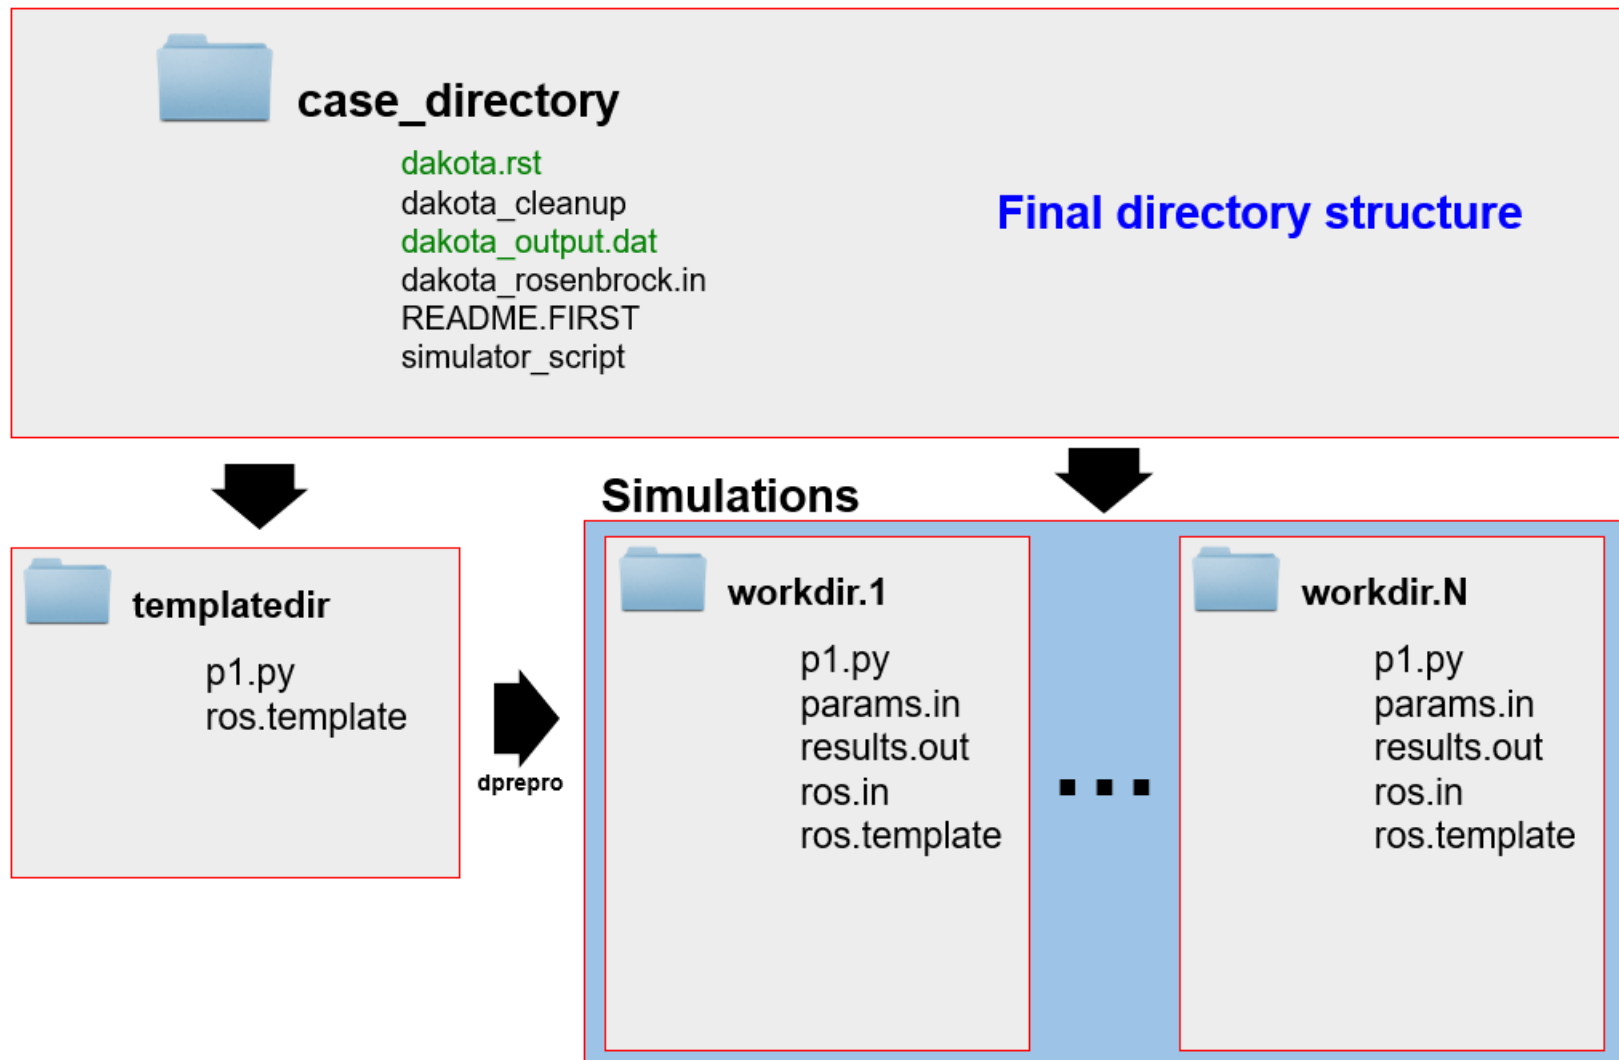 case_directory
dakota.rst
dakota_cleanup
dakota_output.dat
dakota_rosenbrock.in
README.FIRST
simulator_script
Final directory structure
templatedir
p1.py
ros.template
dprepro
Simulations
workdir.1
p1.py
params.in
results.out
ros.in
ros.template
...
workdir.N
p1.py
params.in
results.out
ros.in
ros.template